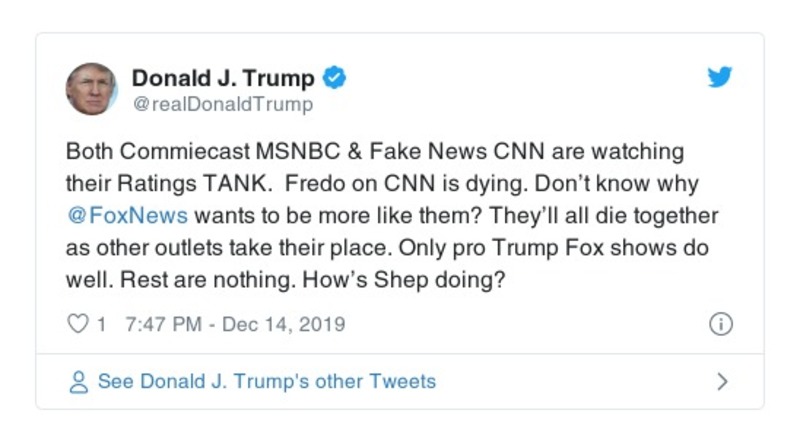 Donald J. Trump
@realDonaldTrump
Both Commiecast MSNBC & Fake News CNN are watching
their Ratings TANK.  Fredo on CNN is dying. Don’t know why
@FoxNews wants to be more like them? They’ll all die together
as other outlets take their place. Only pro Trump Fox shows do
well. Rest are nothing. How’s Shep doing?
1 7:47 PM - Dec 14, 2019
See Donald J. Trump's other Tweets